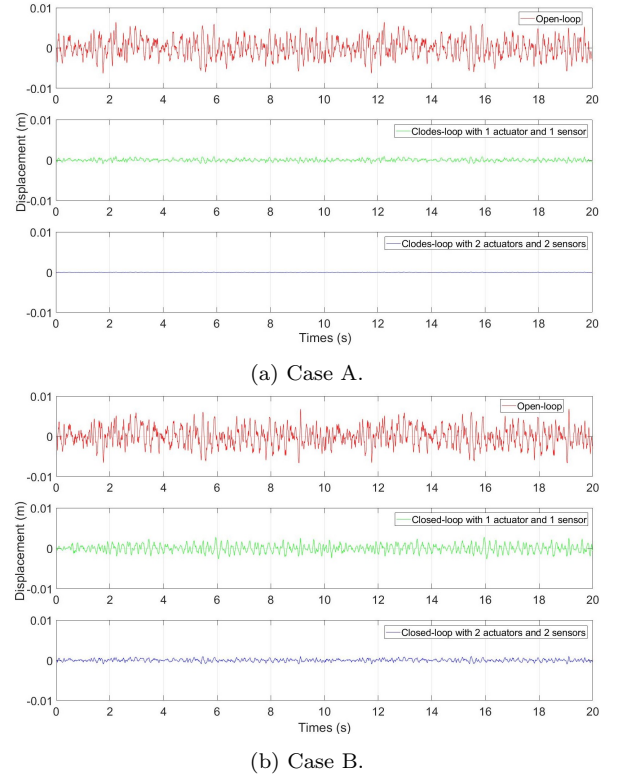 0.01
Open-loop
0
-0.01
0 2 4 6 8 10 12 14 16 18 20
Displacement (m)
0.01
Clodes-loop with 1 actuator and 1 sensor
0
-0.01
0 2 4 6 8 10 12 14 16 18 20
0.01
Clodes-loop with 2 actuators and 2 sensors
0
-0.01
0 2 4 6 8 10 12 14 16 18 20
Times (s)
(a) Case A.
0.01
Open-loop
0
-0.01
0 2 4 6 8 10 12 14 16 18 20
Displacement (m)
0.01
Closed-loop with 1 actuator and 1 sensor
0
-0.01
0 2 4 6 8 10 12 14 16 18 20
0.01
Closed-loop with 2 actuators and 2 sensors
0
-0.01
0 2 4 6 8 10 12 14 16 18 20
Times (s)
(b) Case B.